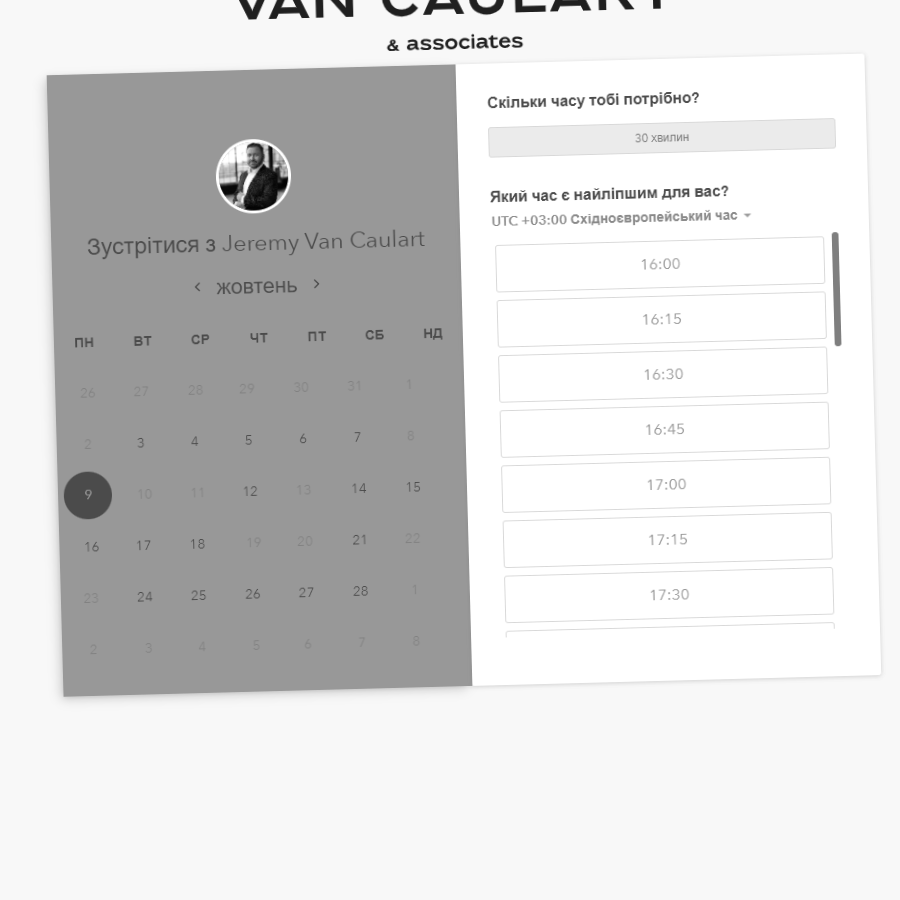 VAN CAULART
& associates
Зустрітися з Jeremy Van Caulart
жовтень
ПН ВТ СР ЧТ ПТ СБ НД
26 27 28 29 30 31 1
2 3 4 5 6 7 8
9 10 11 12 13 14 15
16 17 18 19 20 21 22
23 24 25 26 27 28 1
2 3 4 5 6 7 8
Скільки часу тобі потрібно?
30 хвилин
Який час є найліпшим для вас?
UTC +03:00 Східноєвропейський час
16:00
16:15
16:30
16:45
17:00
17:15
17:30